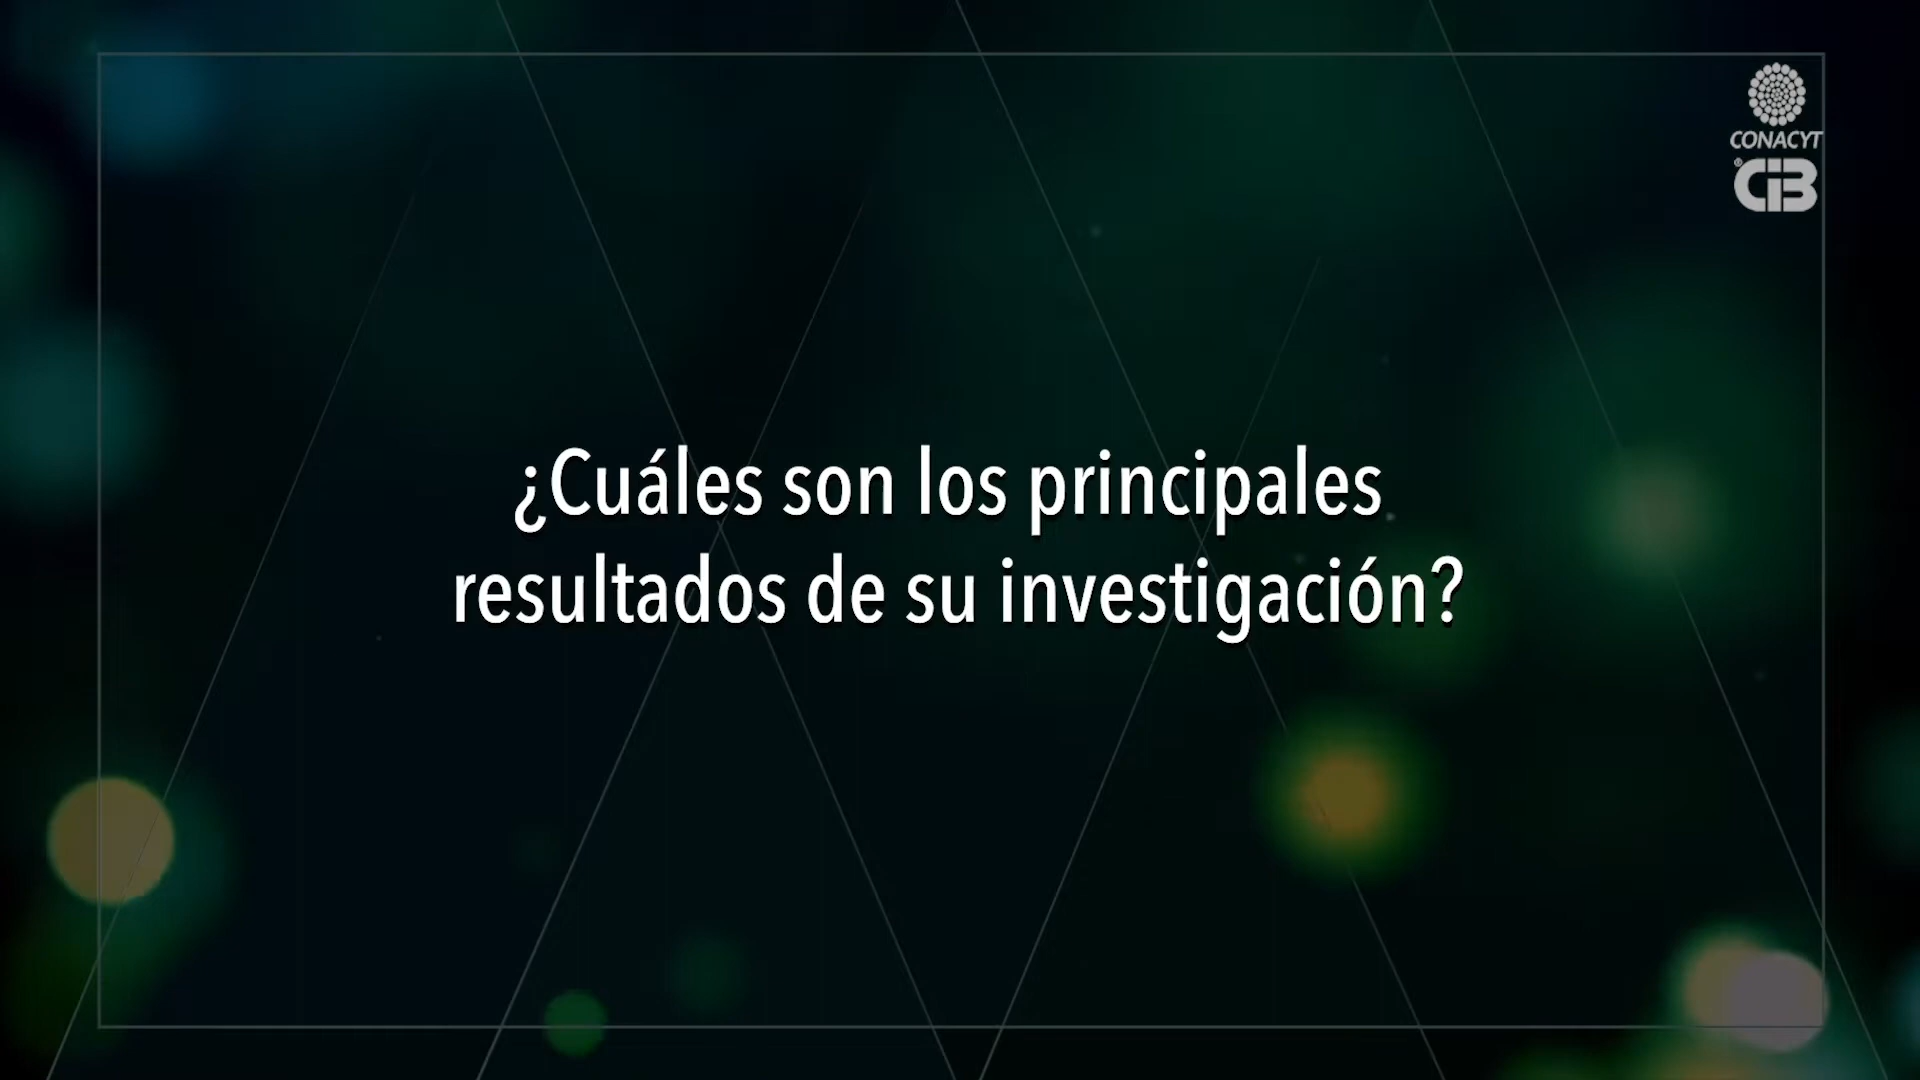 CONACYT
CiB
¿Cuáles son los principales
resultados de su investigación?